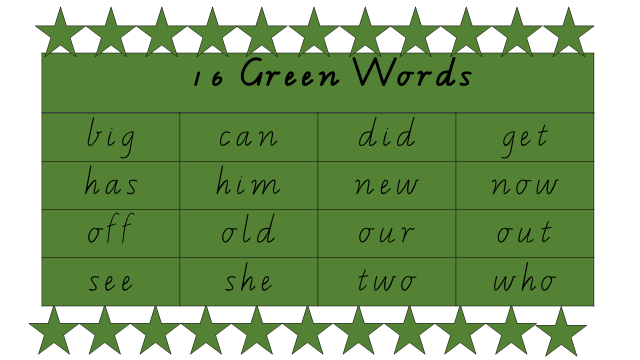 16 Green Words
big can did get
has him new now
off old our out
see she two who